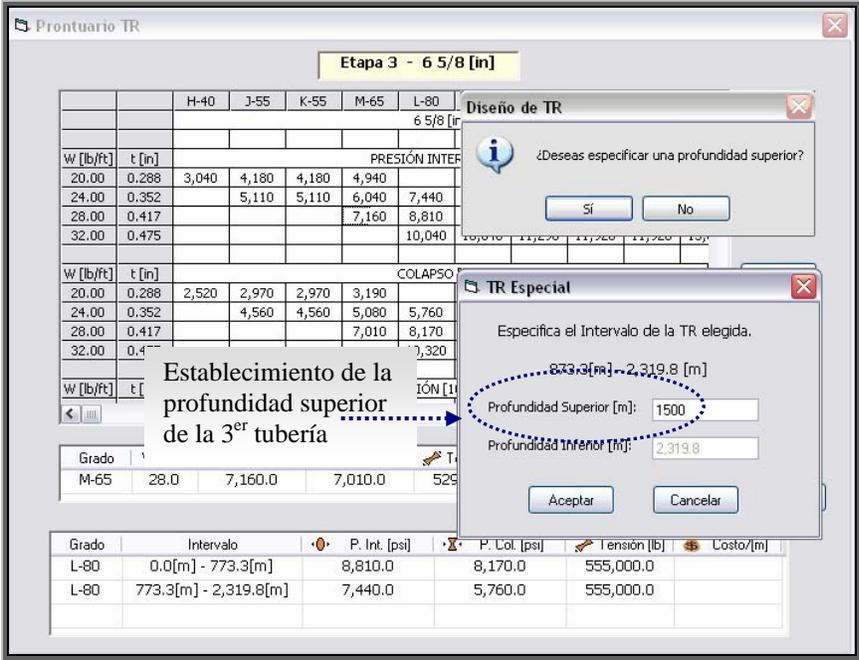 Prontuario TR
Etapa 3 - 6 5/8 [in]
H-40 J-55 K-55 M-65 L-80
6 5/8 [in
W [lb/ft] t [in] PRESIÓN INTER
20.00 0.288 3,040 4,180 4,180 4,940
24.00 0.352 5,110 5,110 6,040 7,440
28.00 0.417 7,160 8,810
32.00 0.475 10,040
W [lb/ft] t [in] COLAPSO
20.00 0.288 2,520 2,970 2,970 3,190
24.00 0.352 4,560 4,560 5,080 5,760
28.00 0.417 7,010 8,170
32.00
W [lb/ft]
Diseño de TR
¿Deseas especificar una profundidad superior?
Sí No
TR Especial
Especifica el Intervalo de la TR elegida.
873.3[m] - 2,319.8 [m]
Profundidad Superior [m]: 1500
Profundidad Inferior [m]: 2,319.8
Aceptar Cancelar
Establecimiento de la
profundidad superior
de la 3er tubería
Grado
M-65 28.0 7,160.0 7,010.0 529
Grado Intervalo P. Int. [psi] P. Col. [psi] Tensión [lb] Costo/[m]
L-80 0.0[m] - 773.3[m] 8,810.0 8,170.0 555,000.0
L-80 773.3[m] - 2,319.8[m] 7,440.0 5,760.0 555,000.0